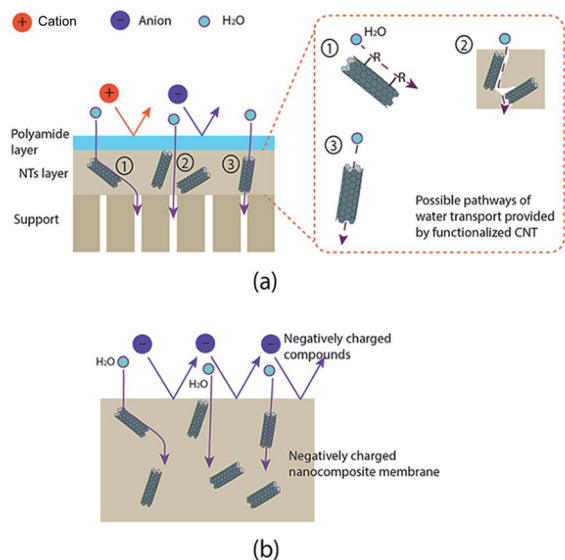 (a)
+ Cation
- Anion
H₂O
+
-
Polyamide
layer
NTs layer
Support
1
2
3
1
H₂O
R
R
2
3
Possible pathways of
water transport provided
by functionalized CNT
(a)
-
-
-
Negatively charged
compounds
H₂O
H₂O
Negatively charged
nanocomposite membrane
(b)